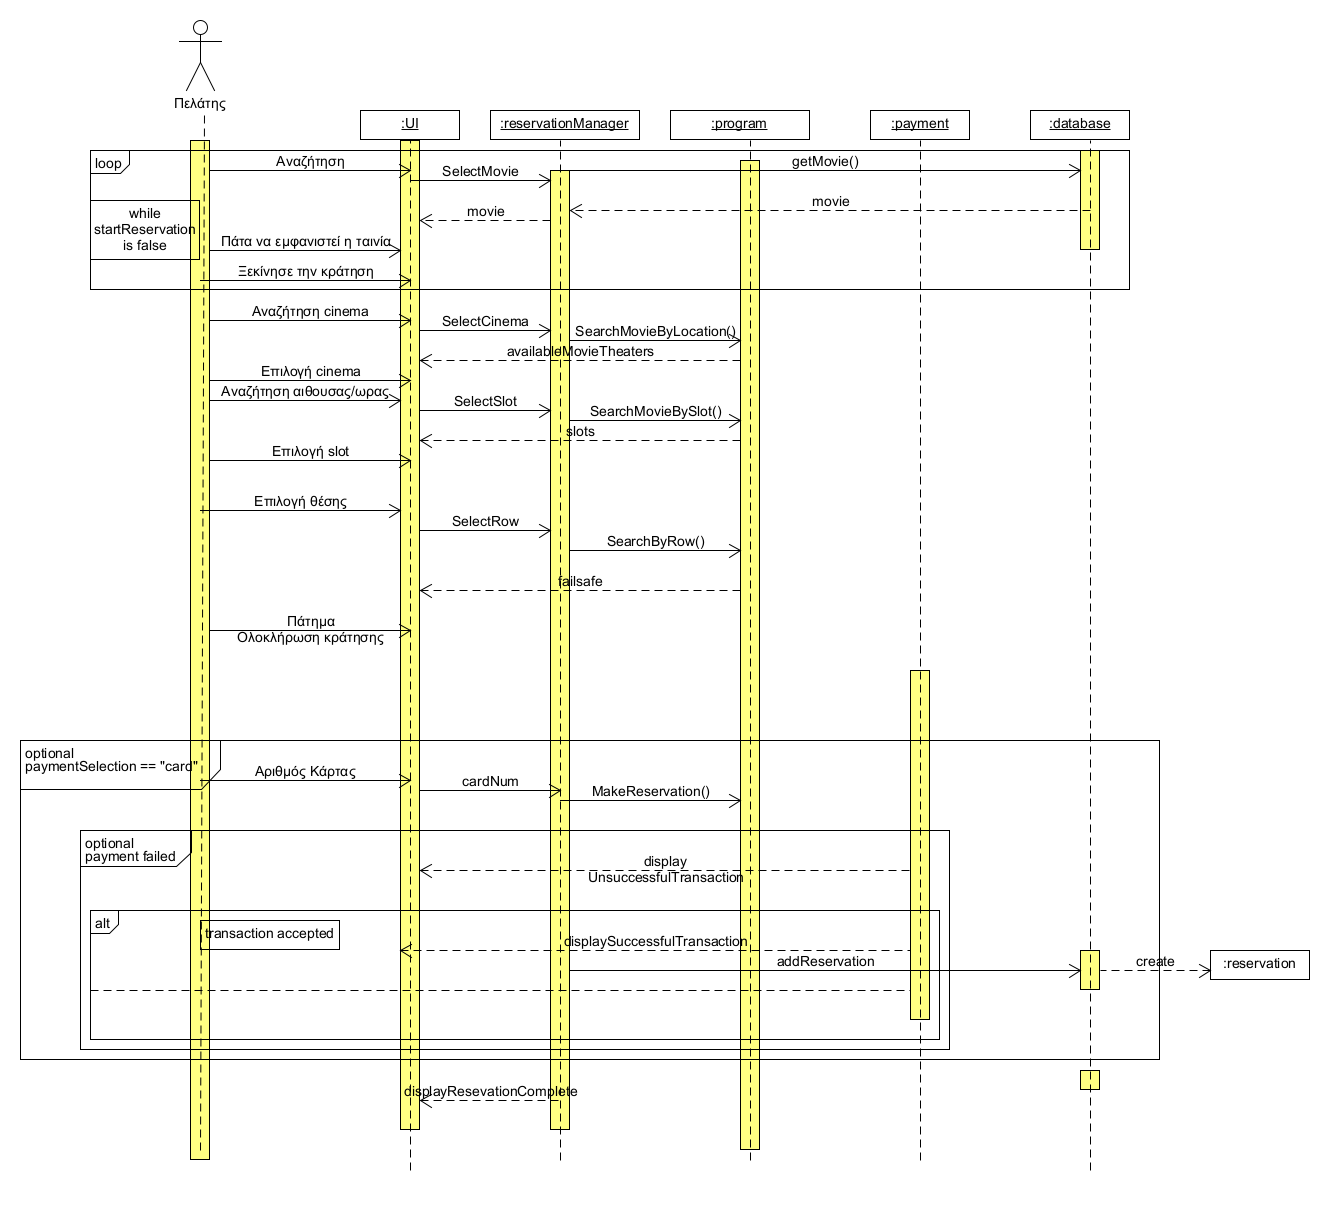 Πελάτης
:UI
:reservationManager
:program
:payment
:database
loop
Αναζήτηση
getMovie()
SelectMovie
movie
movie
while
startReservation
is false
Πάτα να εμφανιστεί η ταινία
Ξεκίνησε την κράτηση
Αναζήτηση cinema
SelectCinema
SearchMovieByLocation()
availableMovieTheaters
Επιλογή cinema
Αναζήτηση αιθουσας/ωρας
SelectSlot
SearchMovieBySlot()
slots
Επιλογή slot
Επιλογή θέσης
SelectRow
SearchByRow()
failsafe
Πάτημα
Ολοκλήρωση κράτησης
optional
paymentSelection == "card"
Αριθμός Κάρτας
cardNum
MakeReservation()
optional
payment failed
display
UnsuccessfulTransaction
alt
transaction accepted
displaySuccessfulTransaction
addReservation
create
:reservation
displayResevationComplete